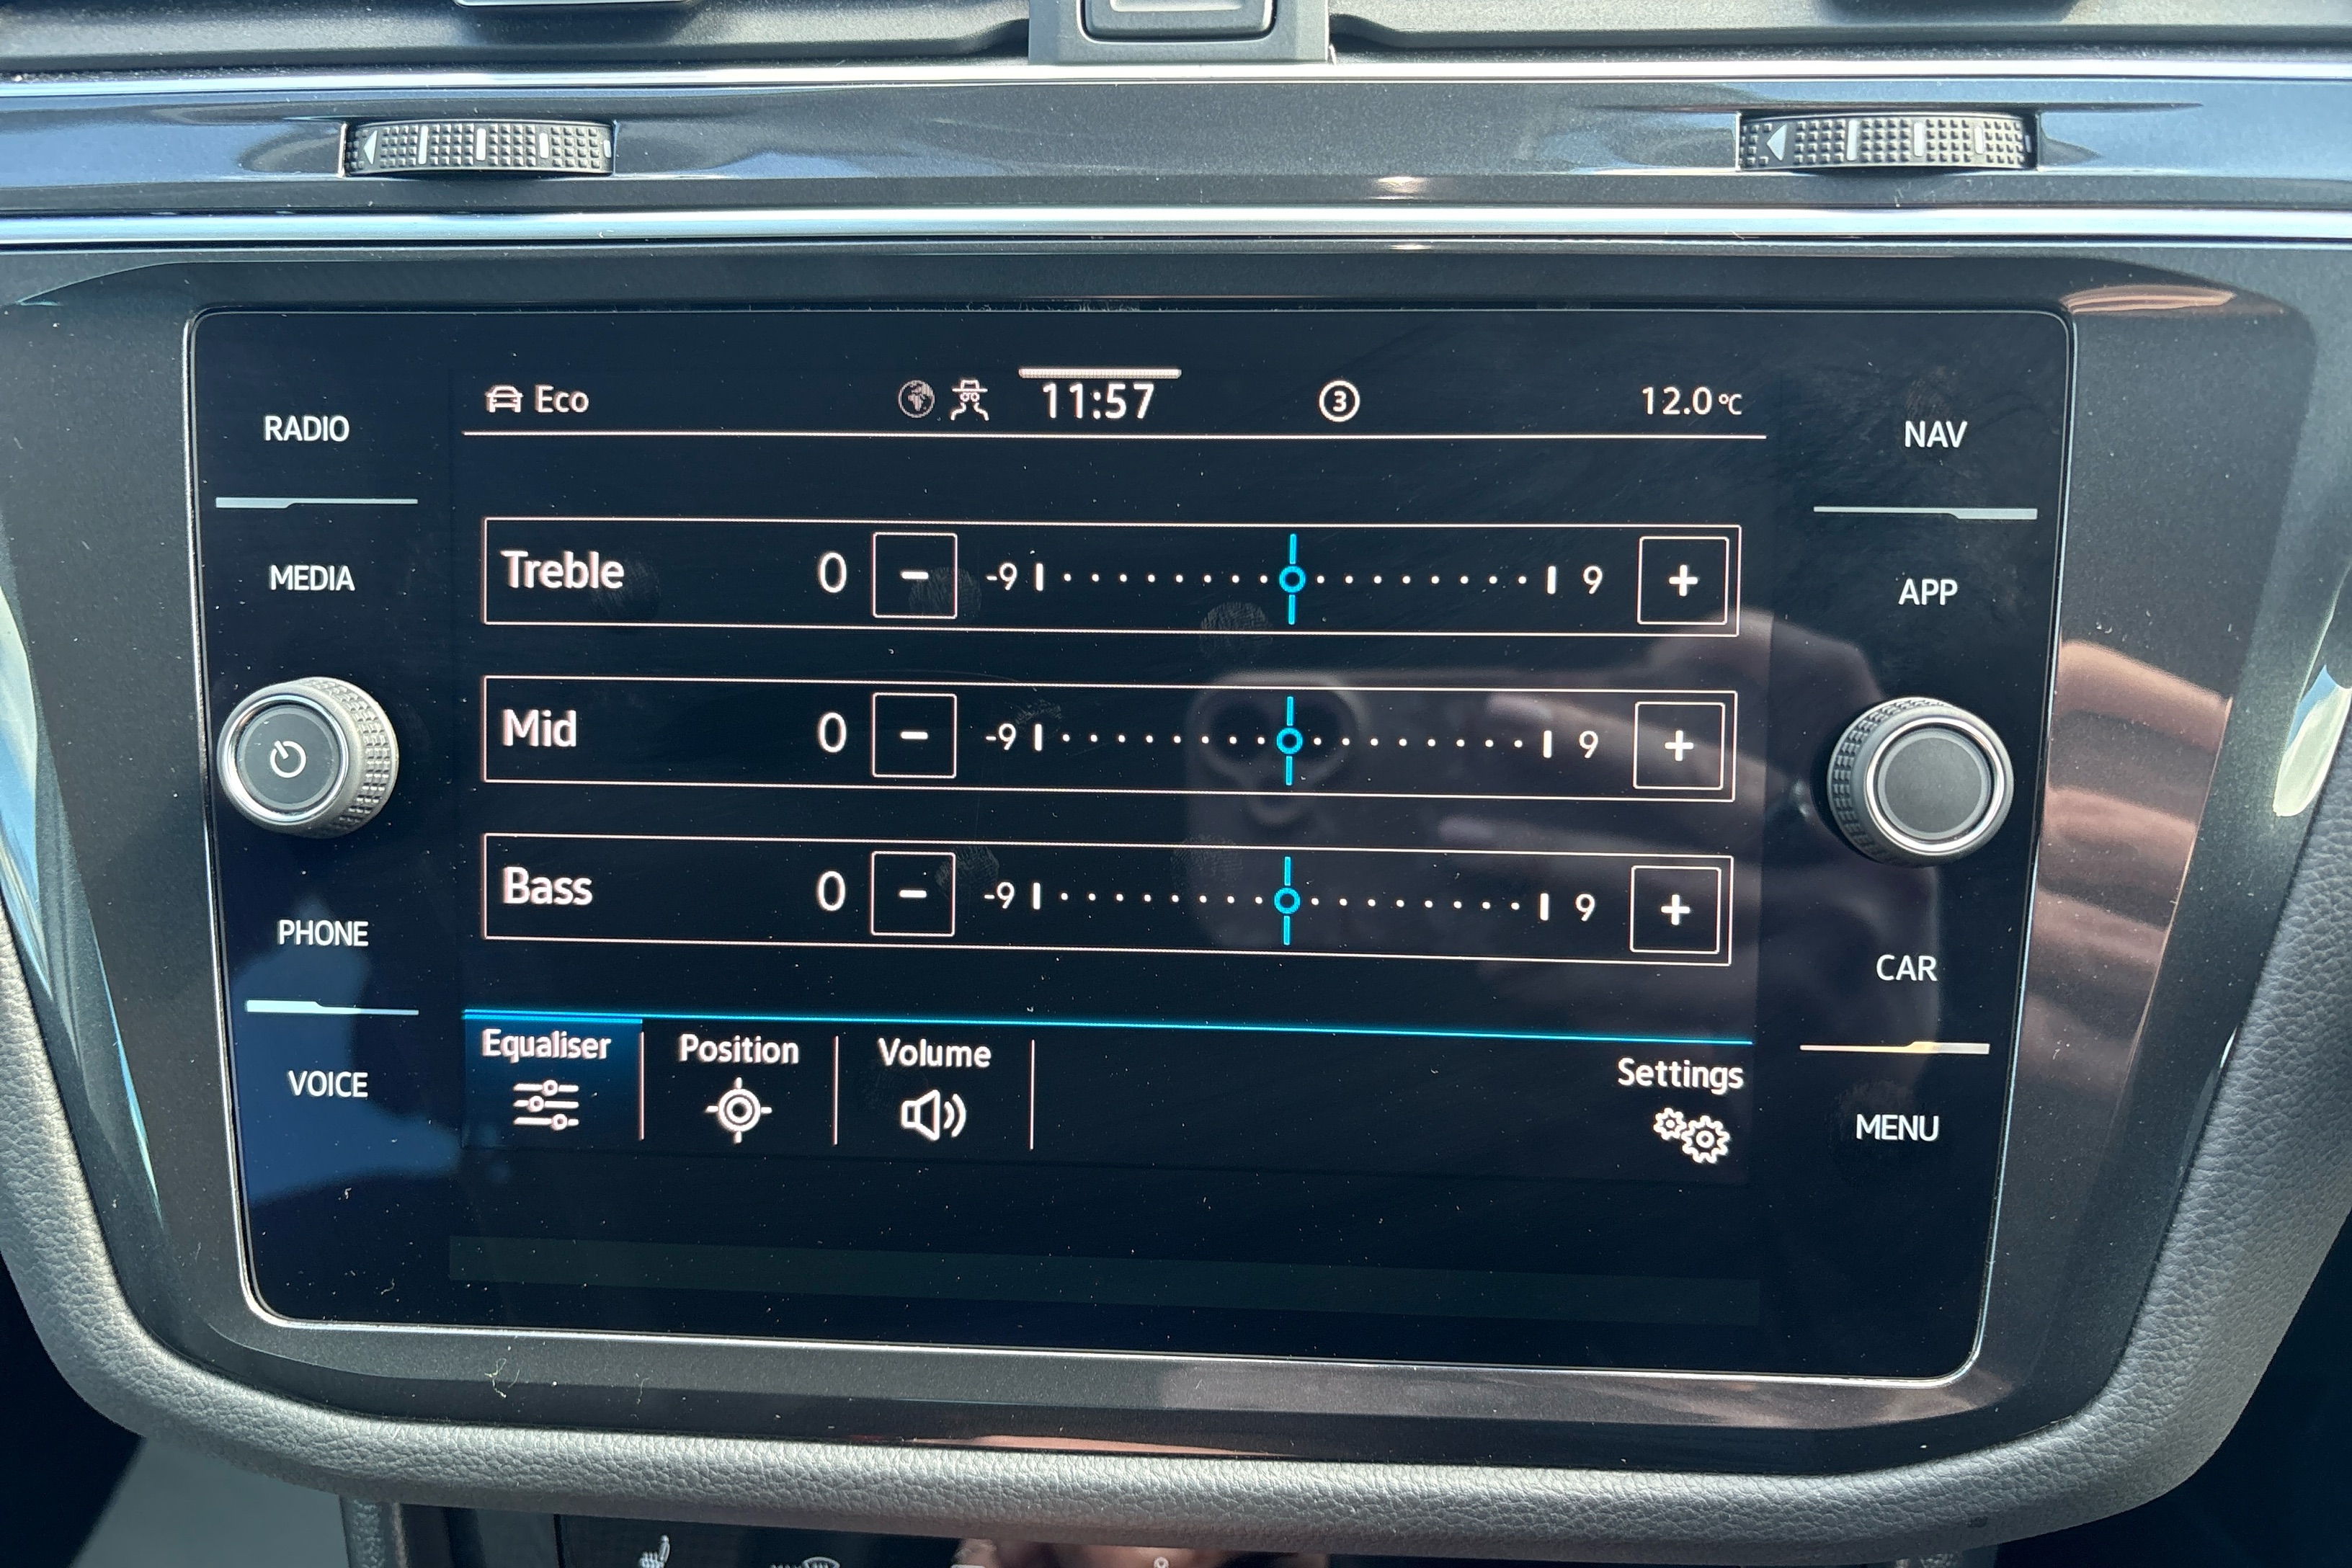 Eco 11:57 3 12.0°C
RADIO
MEDIA
PHONE
VOICE
Treble 0 - -9 9 +
Mid 0 - -9 9 +
Bass 0 - -9 9 +
Equaliser Position Volume Settings
NAV
APP
CAR
MENU